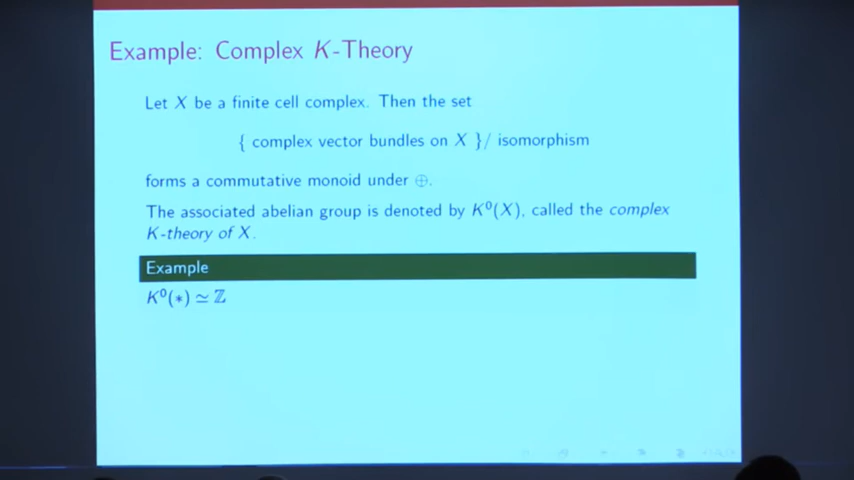 Example: Complex K-Theory
Let X be a finite cell complex. Then the set
{ complex vector bundles on X }/ isomorphism
forms a commutative monoid under ⊕.
The associated abelian group is denoted by K⁰(X), called the complex
K-theory of X.
Example
K⁰(∗) ≃ ℤ